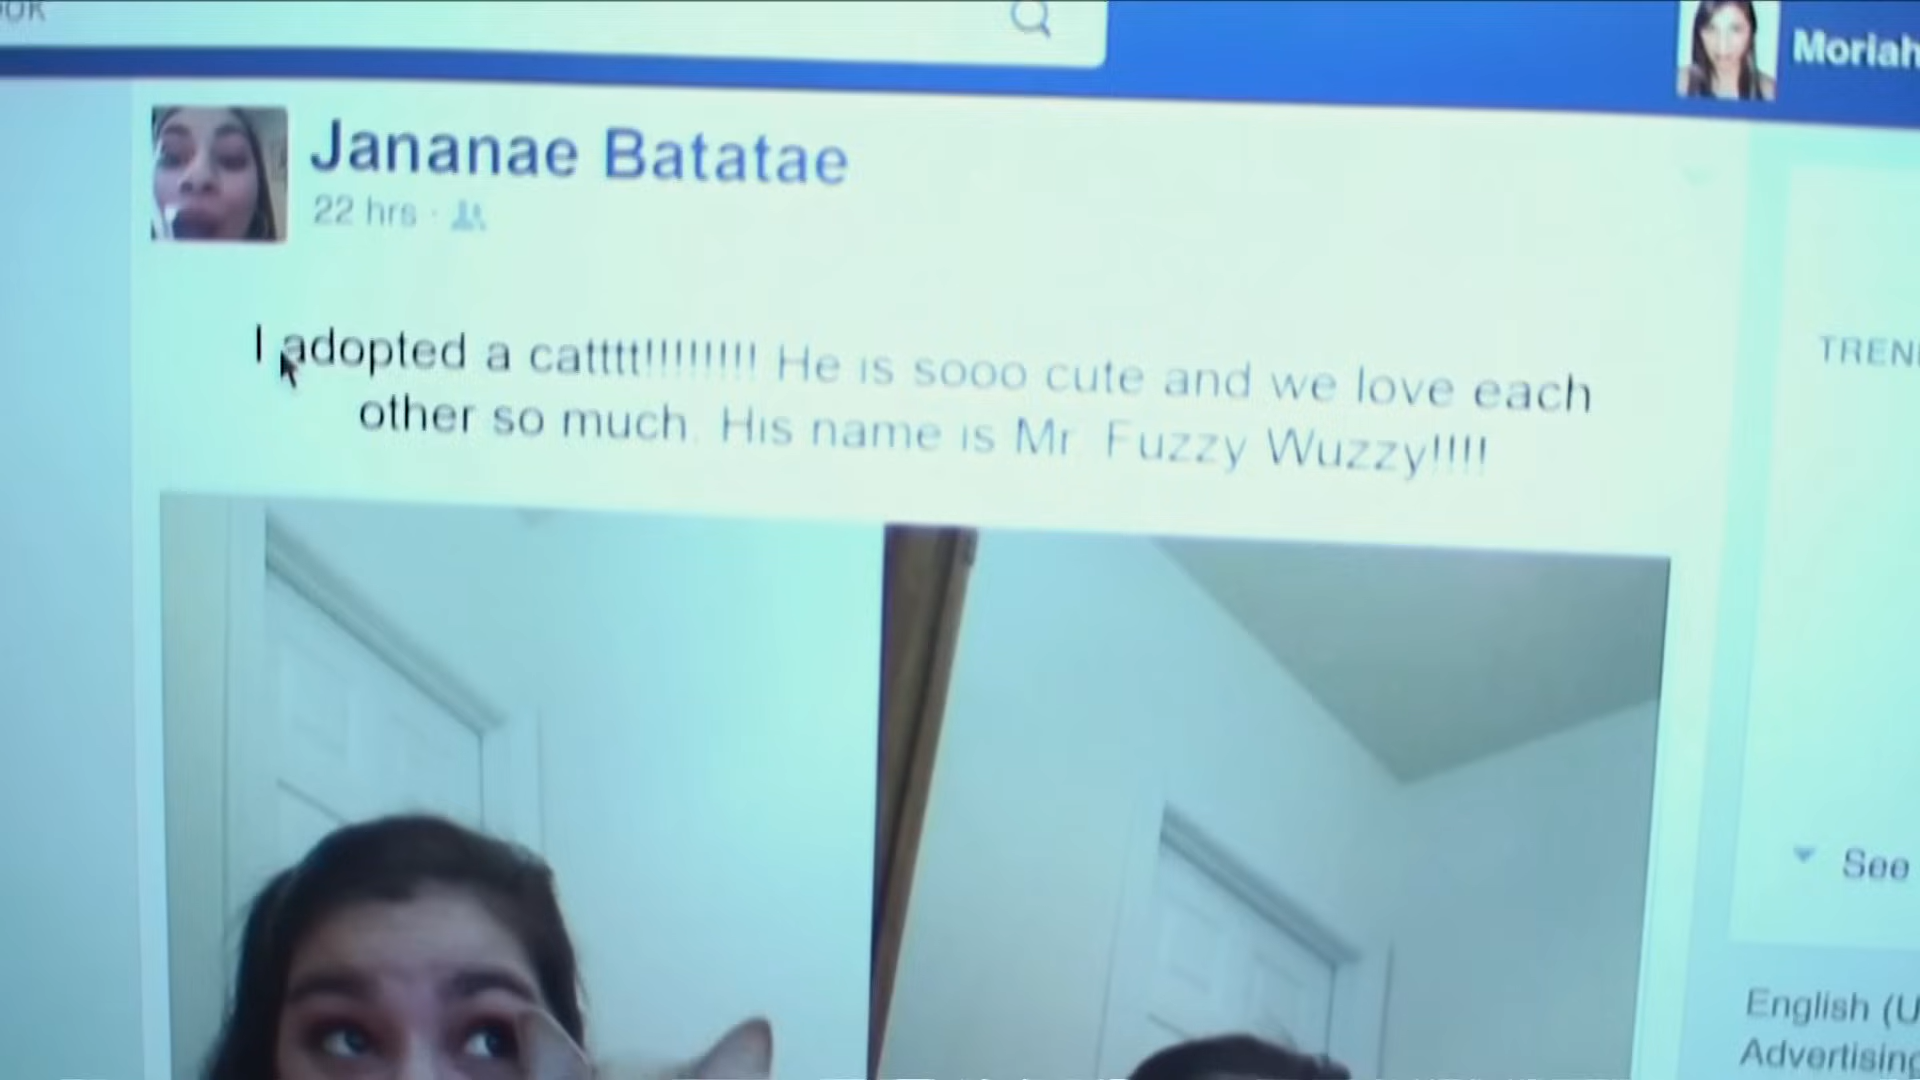 Moriah
Jananae Batatae
22 hrs ·
I adopted a catttt!!!!!!!!! He is sooo cute and we love each
other so much. His name is Mr. Fuzzy Wuzzy!!!!
TREN
See
English (U
Advertising